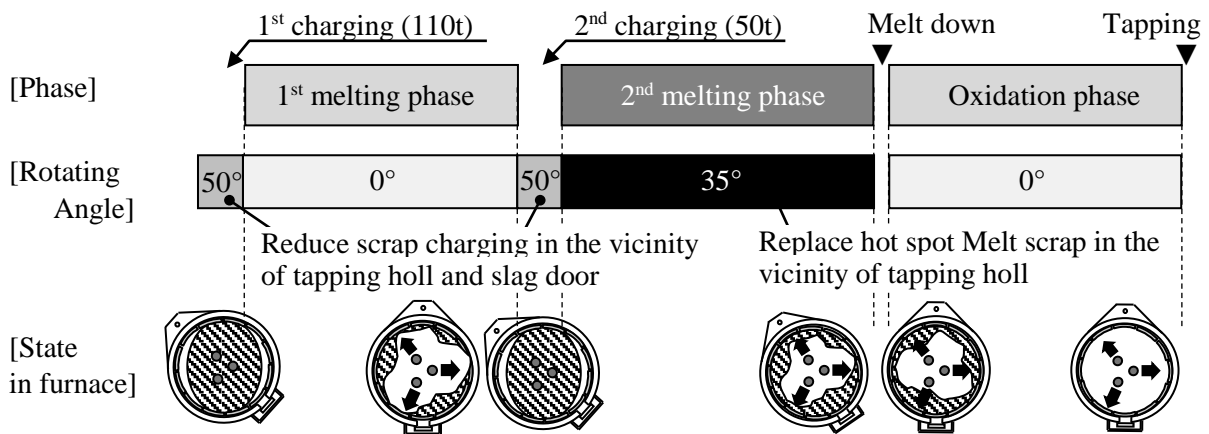 1st charging (110t)
2nd charging (50t)
Melt down
Tapping
[Phase]
1st melting phase
2nd melting phase
Oxidation phase
[Rotating
Angle]
50°
0°
50°
35°
0°
Reduce scrap charging in the vicinity
of tapping holl and slag door
Replace hot spot Melt scrap in the
vicinity of tapping holl
[State
in furnace]